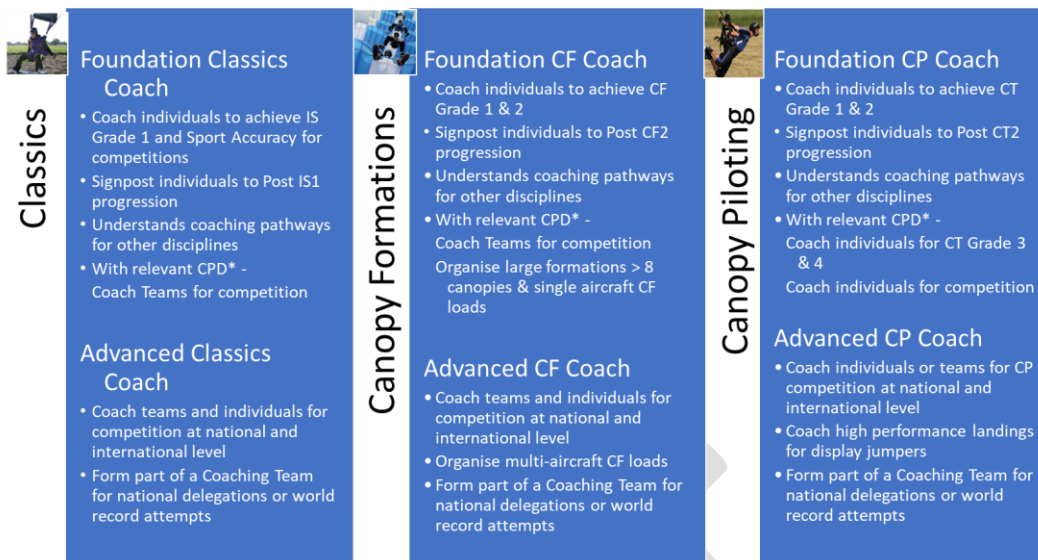 Classics
Foundation Classics
Coach
• Coach individuals to achieve IS
Grade 1 and Sport Accuracy for
competitions
• Signpost individuals to Post IS1
progression
• Understands coaching pathways
for other disciplines
• With relevant CPD* -
Coach Teams for competition
Advanced Classics
Coach
• Coach teams and individuals for
competition at national and
international level
• Form part of a Coaching Team
for national delegations or world
record attempts
Canopy Formations
Foundation CF Coach
• Coach individuals to achieve CF
Grade 1 & 2
• Signpost individuals to Post CF2
progression
• Understands coaching pathways
for other disciplines
• With relevant CPD* -
Coach Teams for competition
Organise large formations > 8
canopies & single aircraft CF
loads
Advanced CF Coach
• Coach teams and individuals for
competition at national and
international level
• Organise multi-aircraft CF loads
• Form part of a Coaching Team for
national delegations or world
record attempts
Canopy Piloting
Foundation CP Coach
• Coach individuals to achieve CT
Grade 1 & 2
• Signpost individuals to Post CT2
progression
• Understands coaching pathways
for other disciplines
• With relevant CPD* -
Coach individuals for CT Grade 3
& 4
Coach individuals for competition
Advanced CP Coach
• Coach individuals or teams for CP
competition at national and
international level
• Coach high performance landings
for display jumpers
• Form part of a Coaching Team for
national delegations or world
record attempts